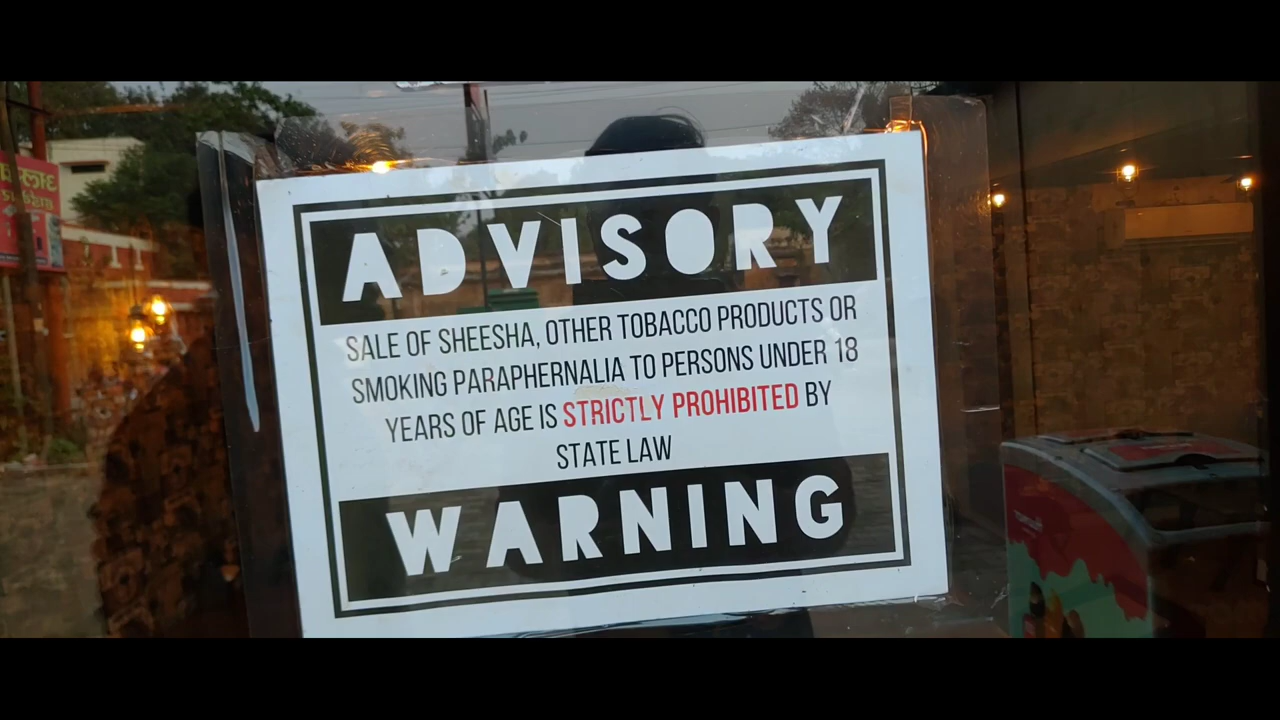 ADVISORY
SALE OF SHEESHA, OTHER TOBACCO PRODUCTS OR
SMOKING PARAPHERNALIA TO PERSONS UNDER 18
YEARS OF AGE IS STRICTLY PROHIBITED BY
STATE LAW
WARNING